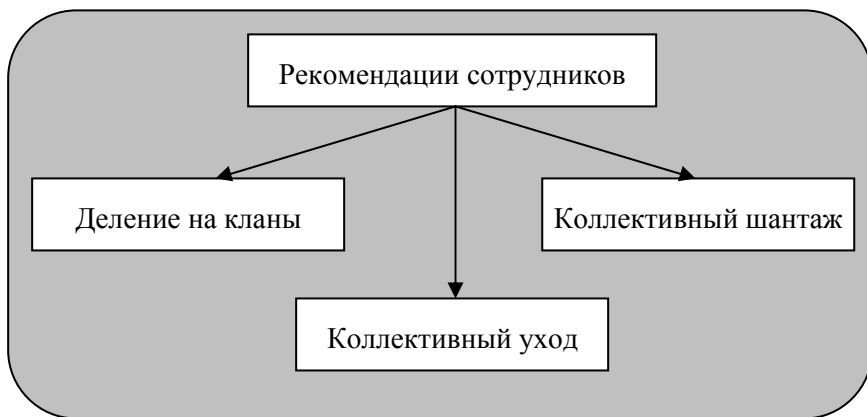 Рекомендации сотрудников
Деление на кланы
Коллективный шантаж
Коллективный уход